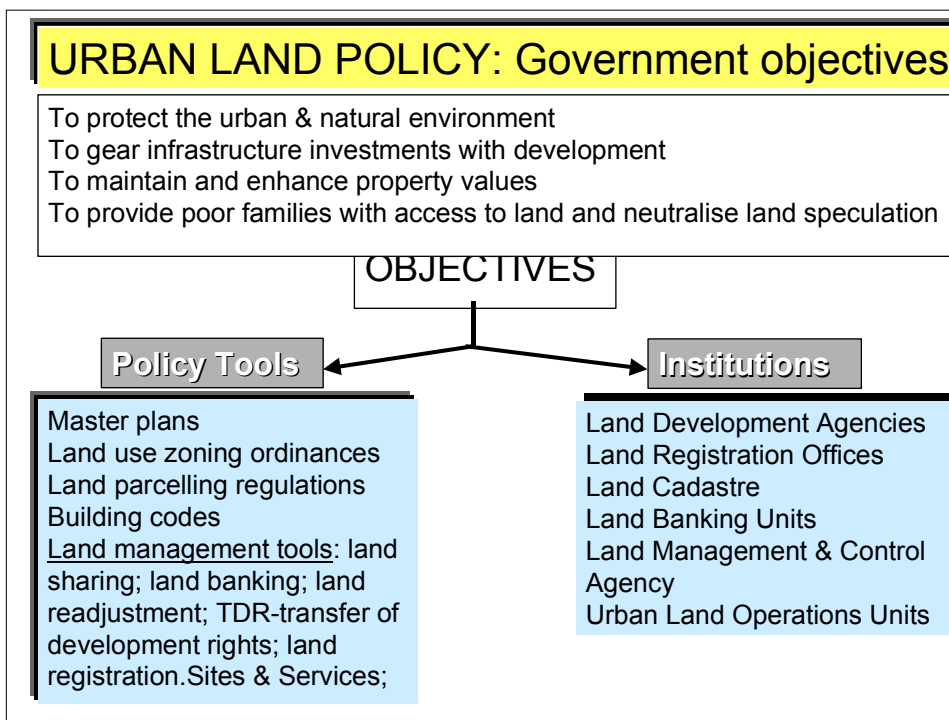 URBAN LAND POLICY: Government objectives
To protect the urban & natural environment
To gear infrastructure investments with development
To maintain and enhance property values
To provide poor families with access to land and neutralise land speculation
OBJECTIVES
Policy Tools
Master plans
Land use zoning ordinances
Land parcelling regulations
Building codes
Land management tools: land
sharing; land banking; land
readjustment; TDR-transfer of
development rights; land
registration.Sites & Services;
Institutions
Land Development Agencies
Land Registration Offices
Land Cadastre
Land Banking Units
Land Management & Control
Agency
Urban Land Operations Units